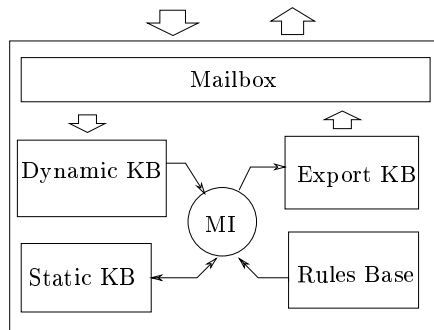 Mailbox
Dynamic KB
Export KB
MI
Static KB
Rules Base